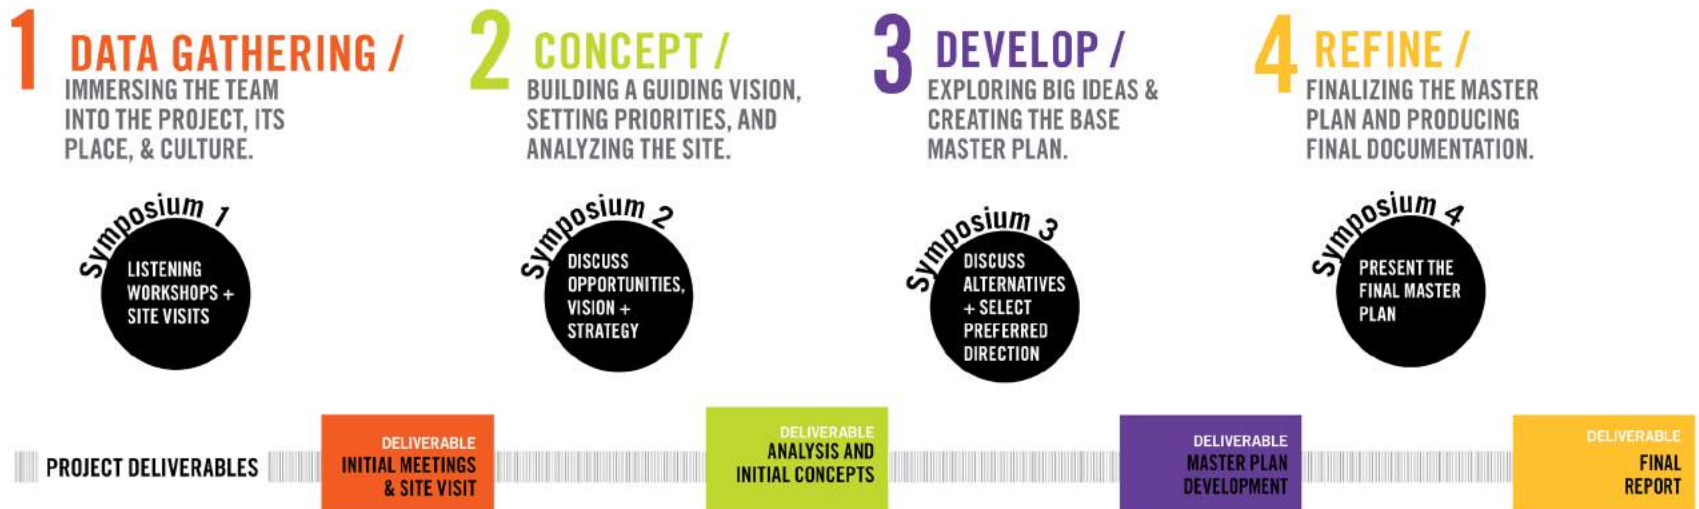 1 DATA GATHERING /
IMMERSING THE TEAM
INTO THE PROJECT, ITS
PLACE, & CULTURE.
Symposium 1
LISTENING
WORKSHOPS +
SITE VISITS
2 CONCEPT /
BUILDING A GUIDING VISION,
SETTING PRIORITIES, AND
ANALYZING THE SITE.
Symposium 2
DISCUSS
OPPORTUNITIES,
VISION +
STRATEGY
3 DEVELOP /
EXPLORING BIG IDEAS &
CREATING THE BASE
MASTER PLAN.
Symposium 3
DISCUSS
ALTERNATIVES
+ SELECT
PREFERRED
DIRECTION
4 REFINE /
FINALIZING THE MASTER
PLAN AND PRODUCING
FINAL DOCUMENTATION.
Symposium 4
PRESENT THE
FINAL MASTER
PLAN
PROJECT DELIVERABLES
DELIVERABLE
INITIAL MEETINGS
& SITE VISIT
DELIVERABLE
ANALYSIS AND
INITIAL CONCEPTS
DELIVERABLE
MASTER PLAN
DEVELOPMENT
DELIVERABLE
FINAL
REPORT